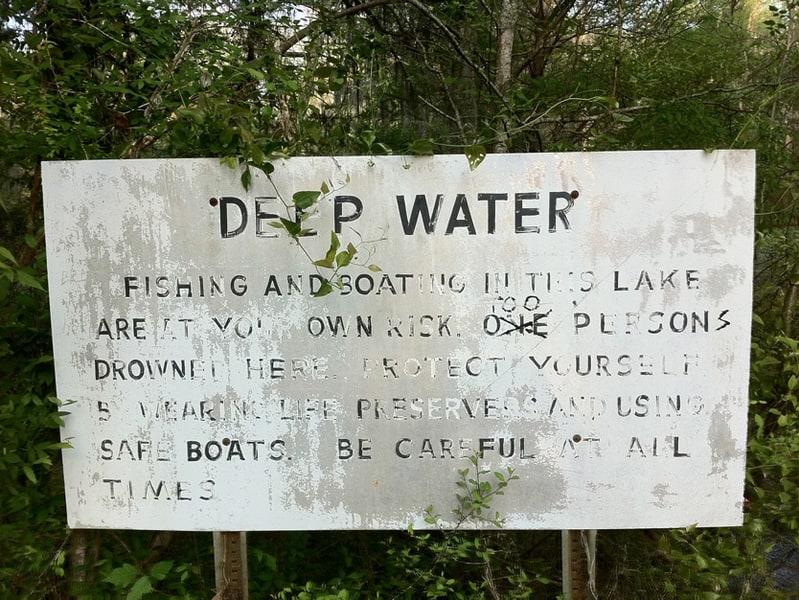 DEEP WATER
FISHING AND BOATING IN THIS LAKE
TOO
ARE AT YOUR OWN RISK. ONE PERSONS
DROWNED HERE. PROTECT YOURSELF
BY WEARING LIFE PRESERVERS AND USING
SAFE BOATS. BE CAREFUL AT ALL
TIMES